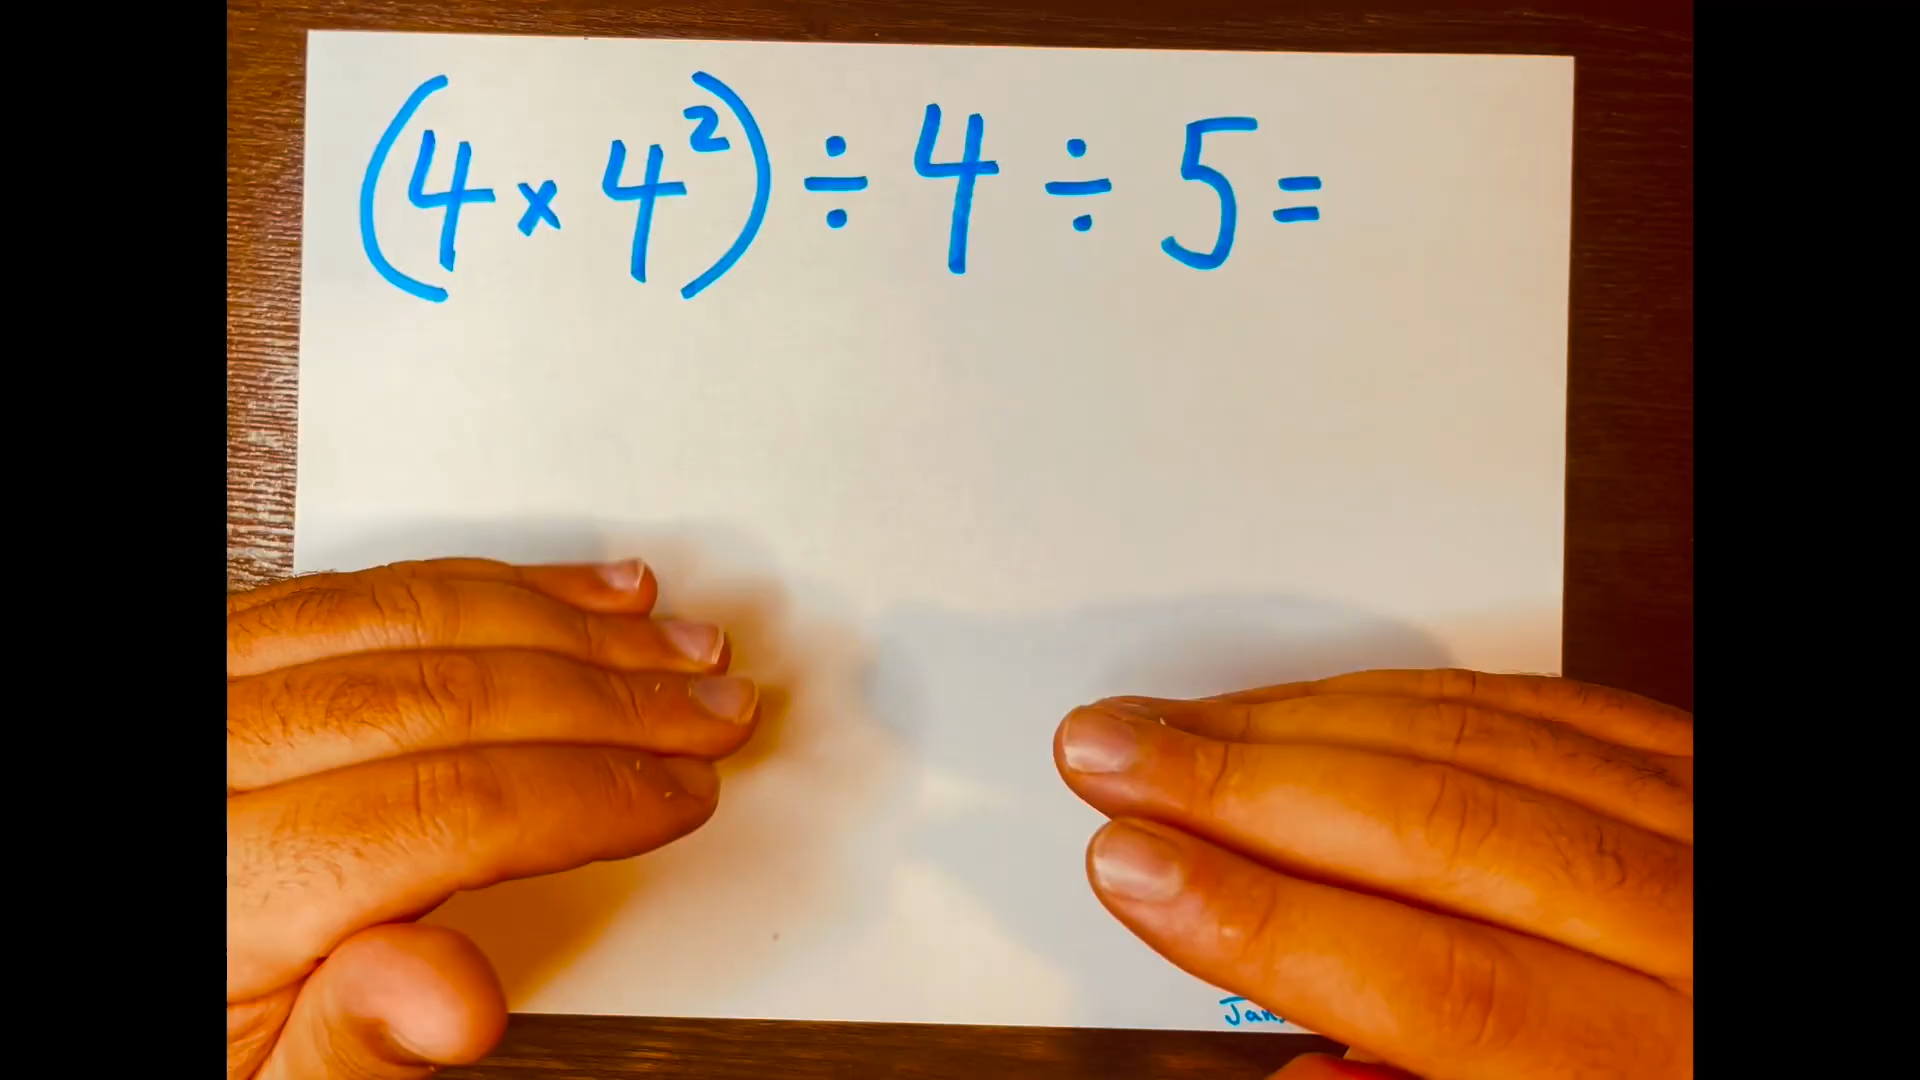 (4 x 4²) ÷ 4 ÷ 5 =